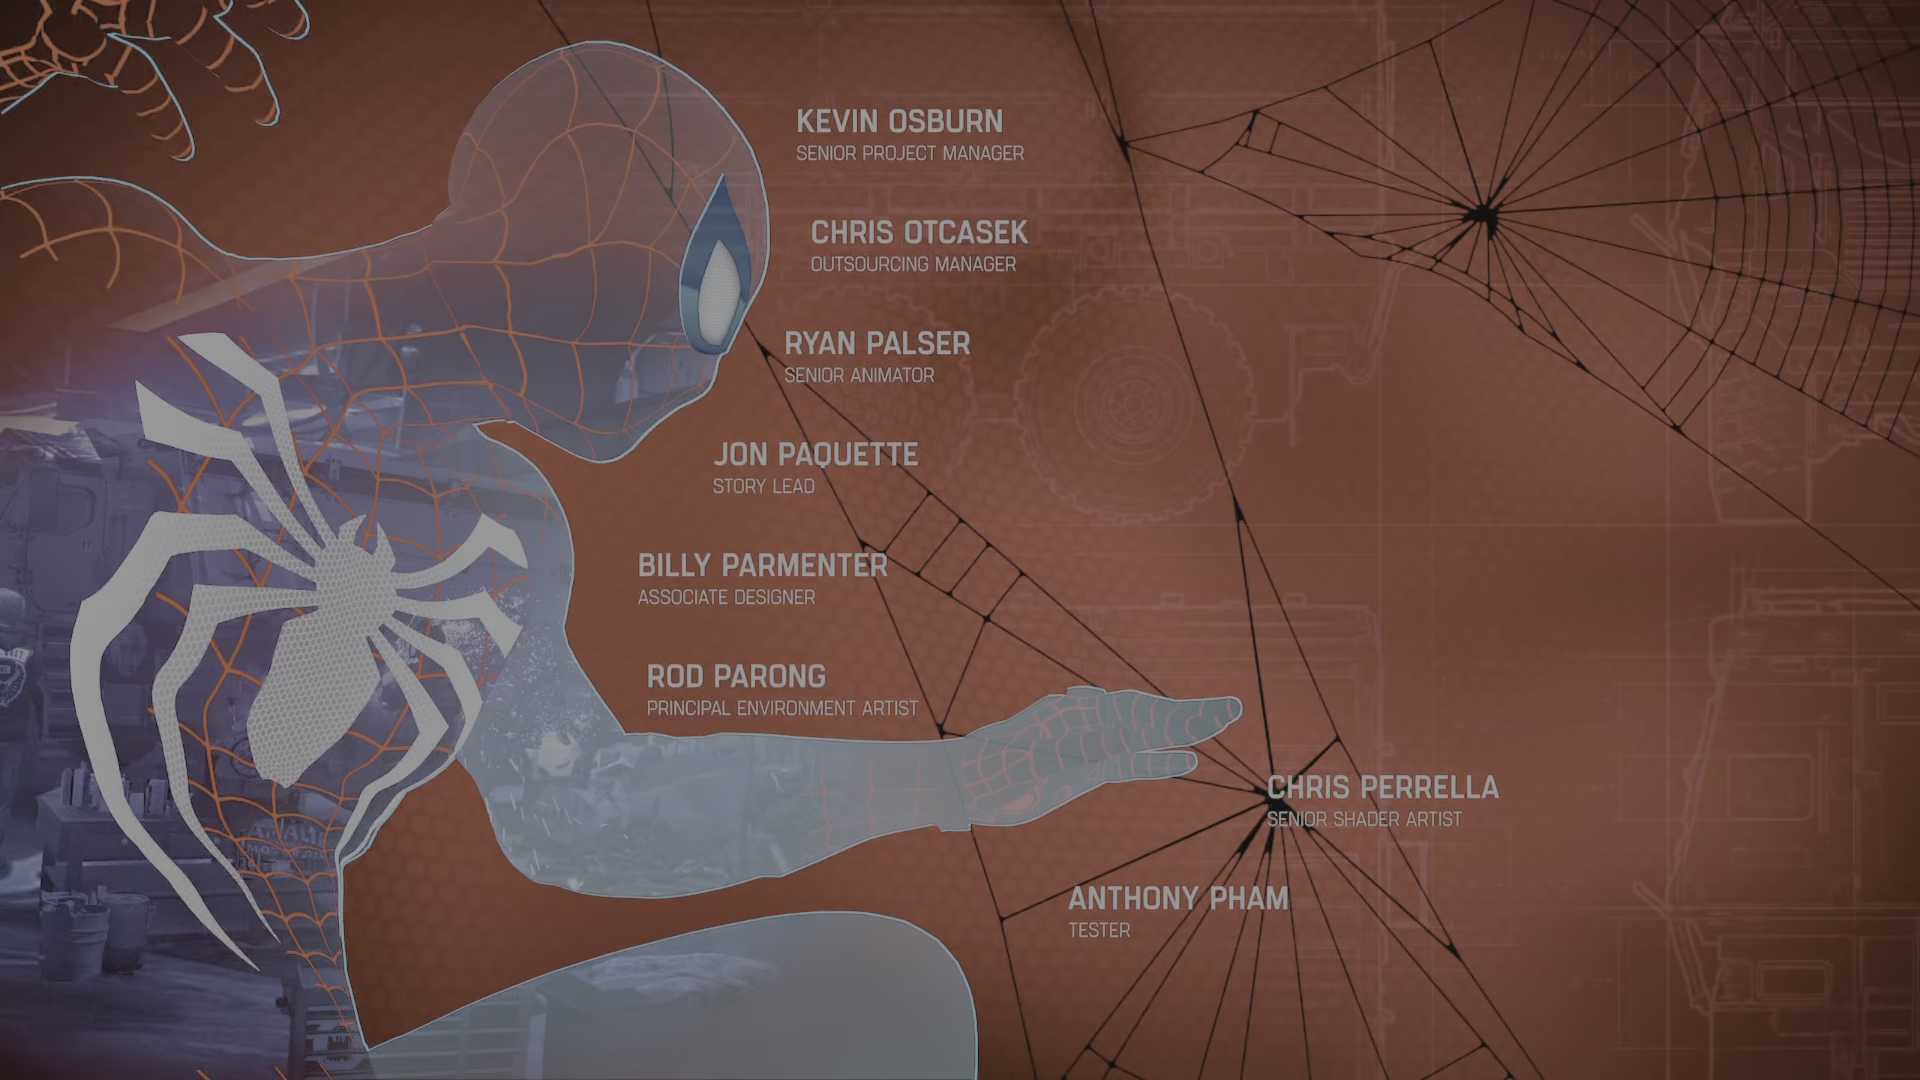 KEVIN OSBURN
SENIOR PROJECT MANAGER
CHRIS OTCASEK
OUTSOURCING MANAGER
RYAN PALSER
SENIOR ANIMATOR
JON PAQUETTE
STORY LEAD
BILLY PARMENTER
ASSOCIATE DESIGNER
ROD PARONG
PRINCIPAL ENVIRONMENT ARTIST
CHRIS PERRELLA
SENIOR SHADER ARTIST
ANTHONY PHAM
TESTER